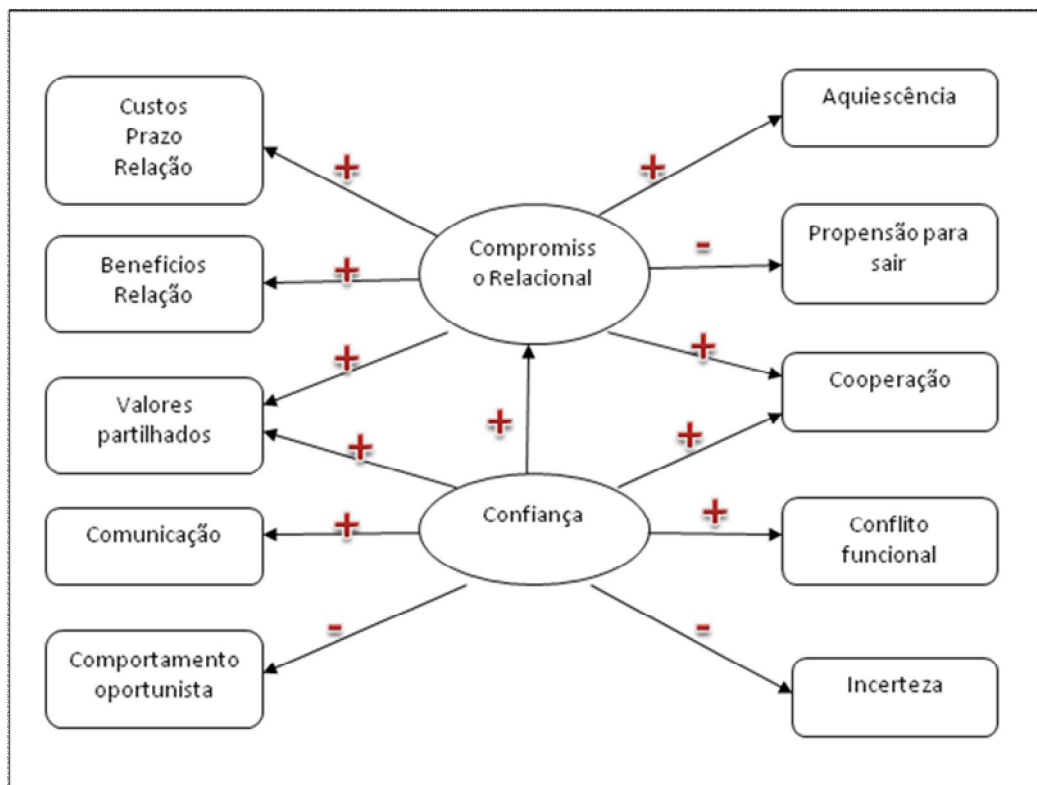 Custos
Prazo
Relação
Beneficios
Relação
Valores
partilhados
Comunicação
Comportamento
oportunista
+
+
+
+
+
-
Compromiss
o Relacional
+
Confiança
+
-
+
+
+
-
Aquiescência
Propensão para
sair
Cooperação
Conflito
funcional
Incerteza